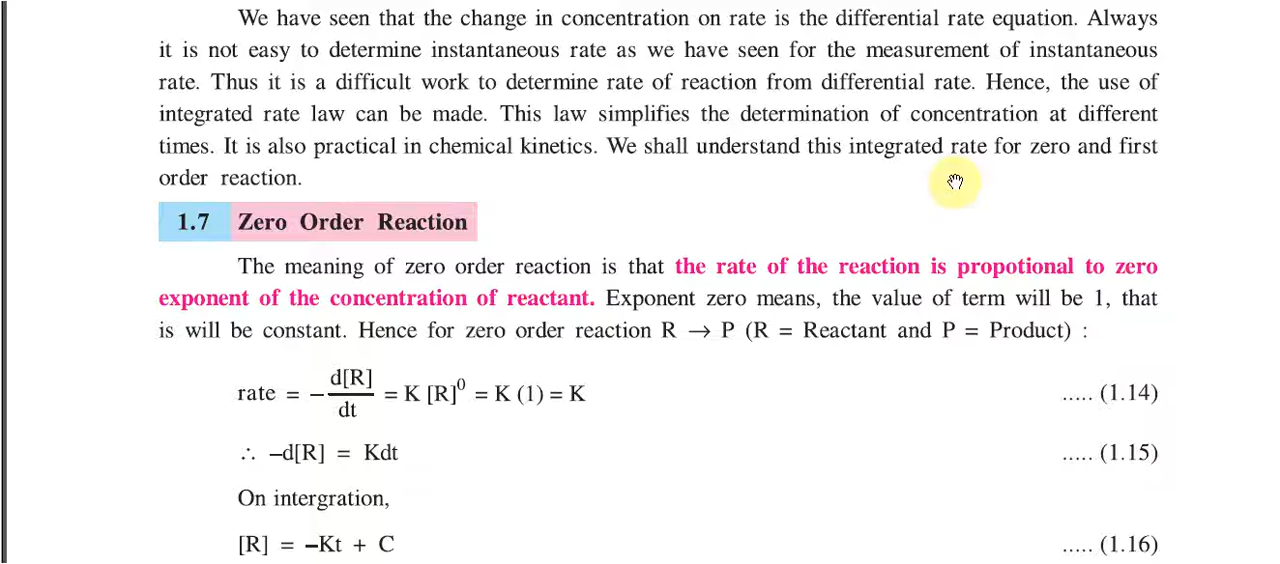 We have seen that the change in concentration on rate is the differential rate equation. Always
it is not easy to determine instantaneous rate as we have seen for the measurement of instantaneous
rate. Thus it is a difficult work to determine rate of reaction from differential rate. Hence, the use of
integrated rate law can be made. This law simplifies the determination of concentration at different
times. It is also practical in chemical kinetics. We shall understand this integrated rate for zero and first
order reaction.
1.7 Zero Order Reaction
The meaning of zero order reaction is that the rate of the reaction is propotional to zero
exponent of the concentration of reactant. Exponent zero means, the value of term will be 1, that
is will be constant. Hence for zero order reaction R → P (R = Reactant and P = Product) :
rate = −d[R]/dt = K [R]⁰ = K (1) = K ..... (1.14)
∴ –d[R] = Kdt ..... (1.15)
On intergration,
[R] = –Kt + C ..... (1.16)